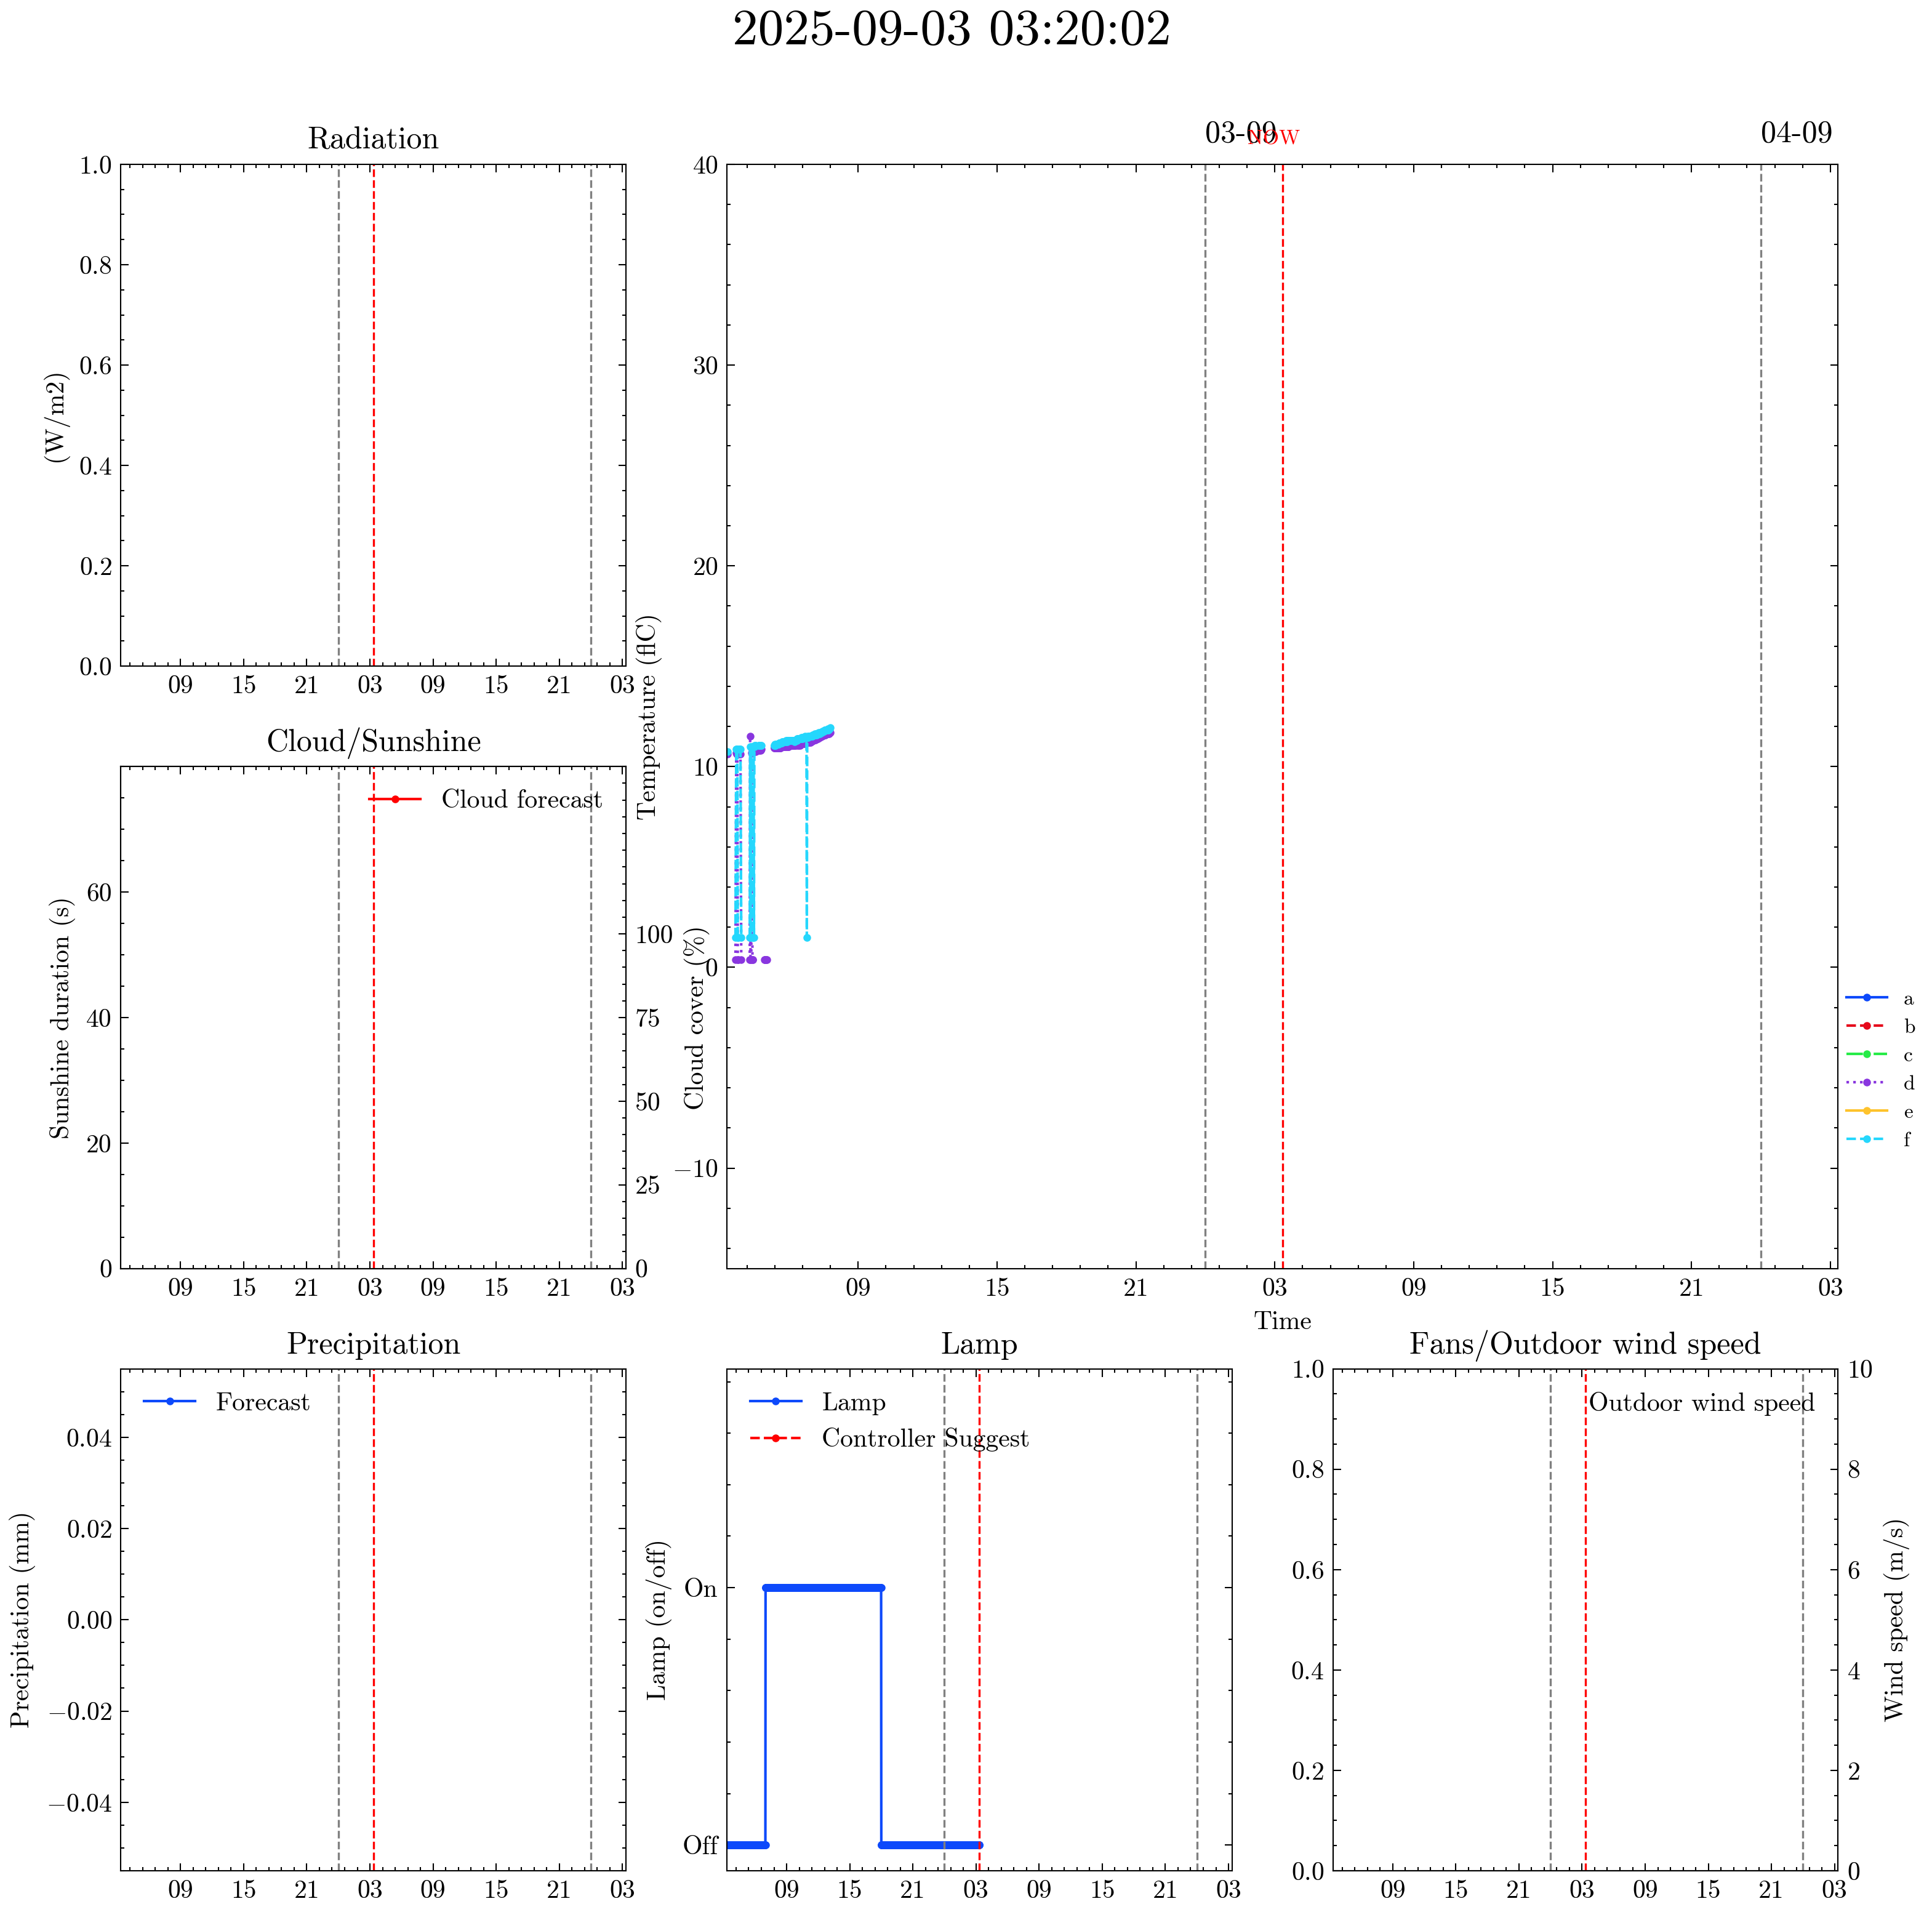 2025-09-03 03:20:02
Radiation
(W/m2)
1.0
0.8
0.6
0.4
0.2
0.0
09 15 21 03 09 15 21 03
03-09
NOW
04-09
Temperature (flC)
40
30
20
10
0
−10
09 15 21 03 09 15 21 03
Time
a
b
c
d
e
f
Cloud/Sunshine
Cloud forecast
Sunshine duration (s)
60
40
20
0
Cloud cover (%)
100
75
50
25
0
09 15 21 03 09 15 21 03
Precipitation
Forecast
Precipitation (mm)
0.04
0.02
0.00
−0.02
−0.04
09 15 21 03 09 15 21 03
Lamp
Lamp
Controller Suggest
Lamp (on/off)
On
Off
09 15 21 03 09 15 21 03
Fans/Outdoor wind speed
Outdoor wind speed
1.0
0.8
0.6
0.4
0.2
0.0
10
8
6
4
2
0
Wind speed (m/s)
09 15 21 03 09 15 21 03